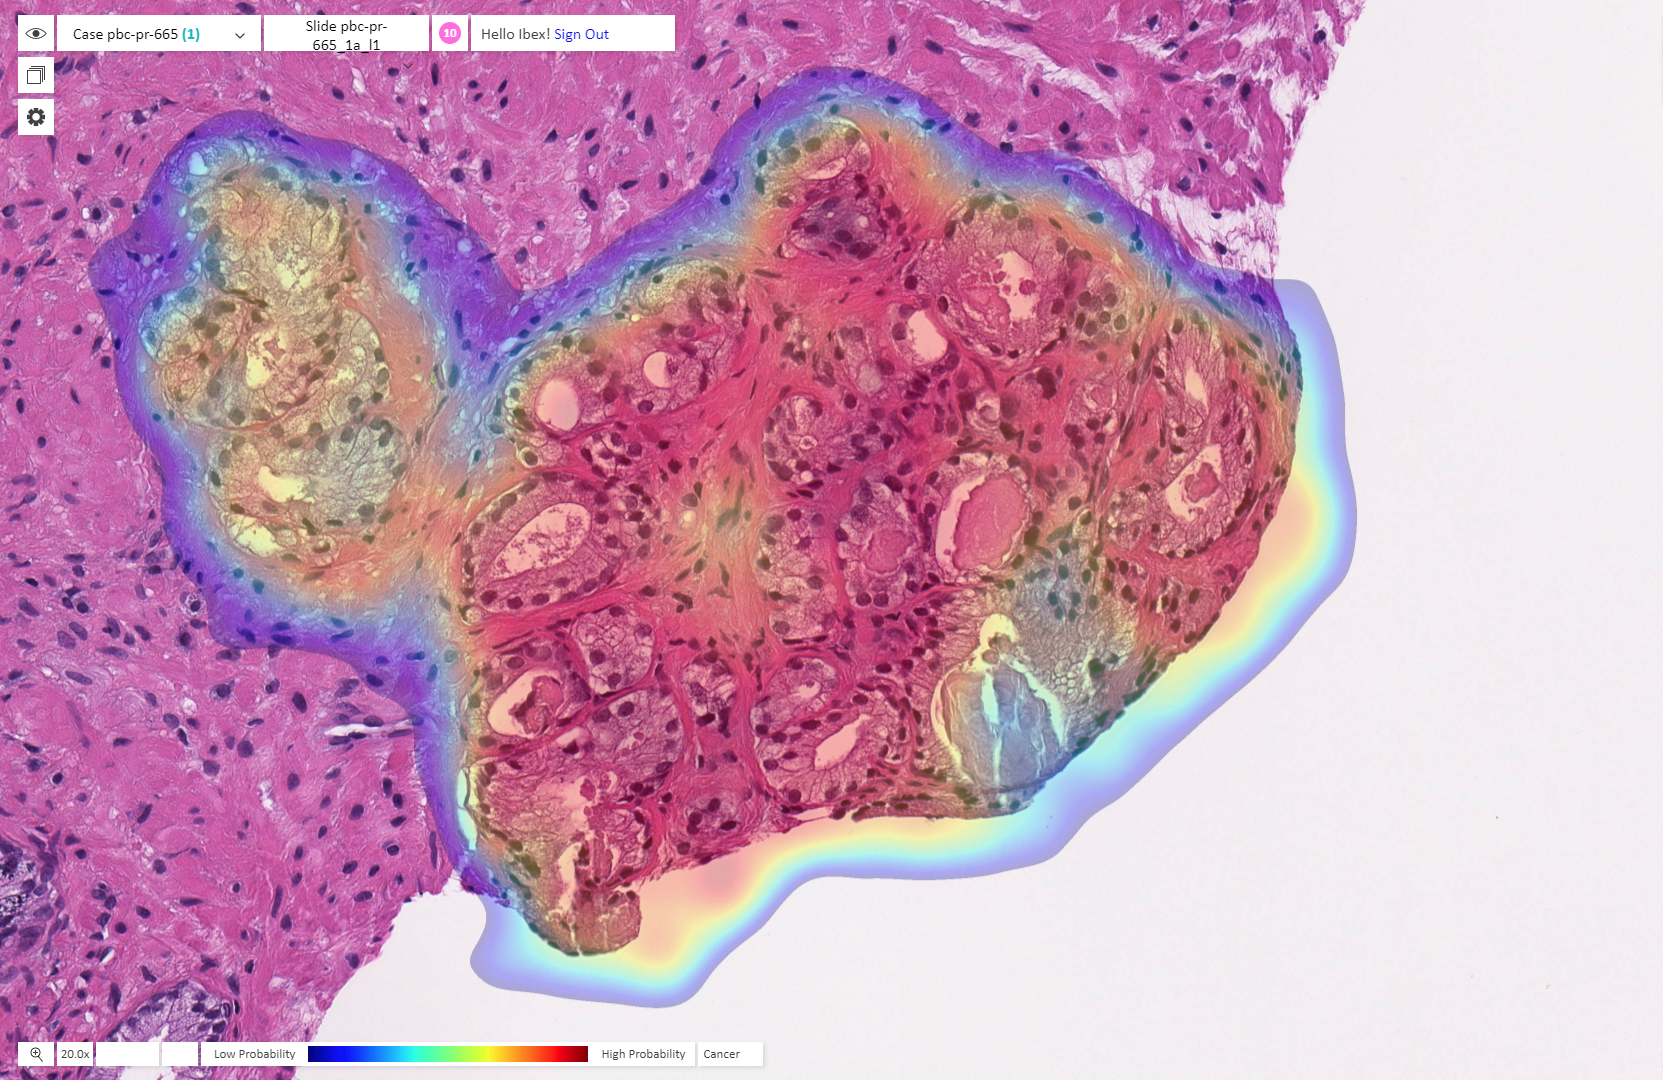 Case pbc-pr-665 (1)
Slide pbc-pr-
665_1a_l1
10
Hello Ibex! Sign Out
20.0x
Low Probability
High Probability
Cancer